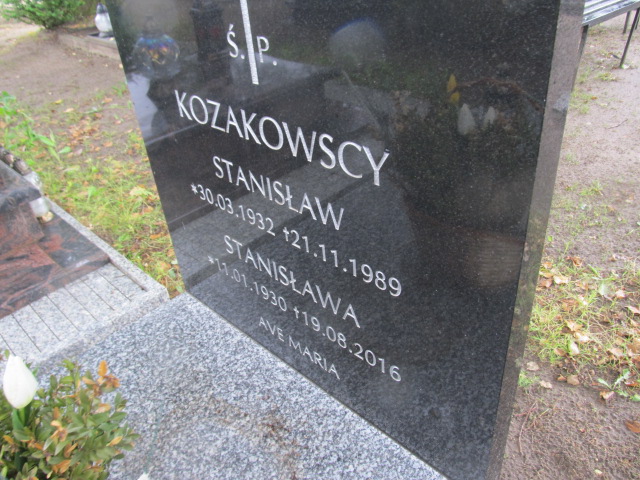 Ś. P.
KOZAKOWSCY
STANISŁAW
*30.03.1932 †21.11.1989
STANISŁAWA
*11.01.1930 †19.08.2016
AVE MARIA